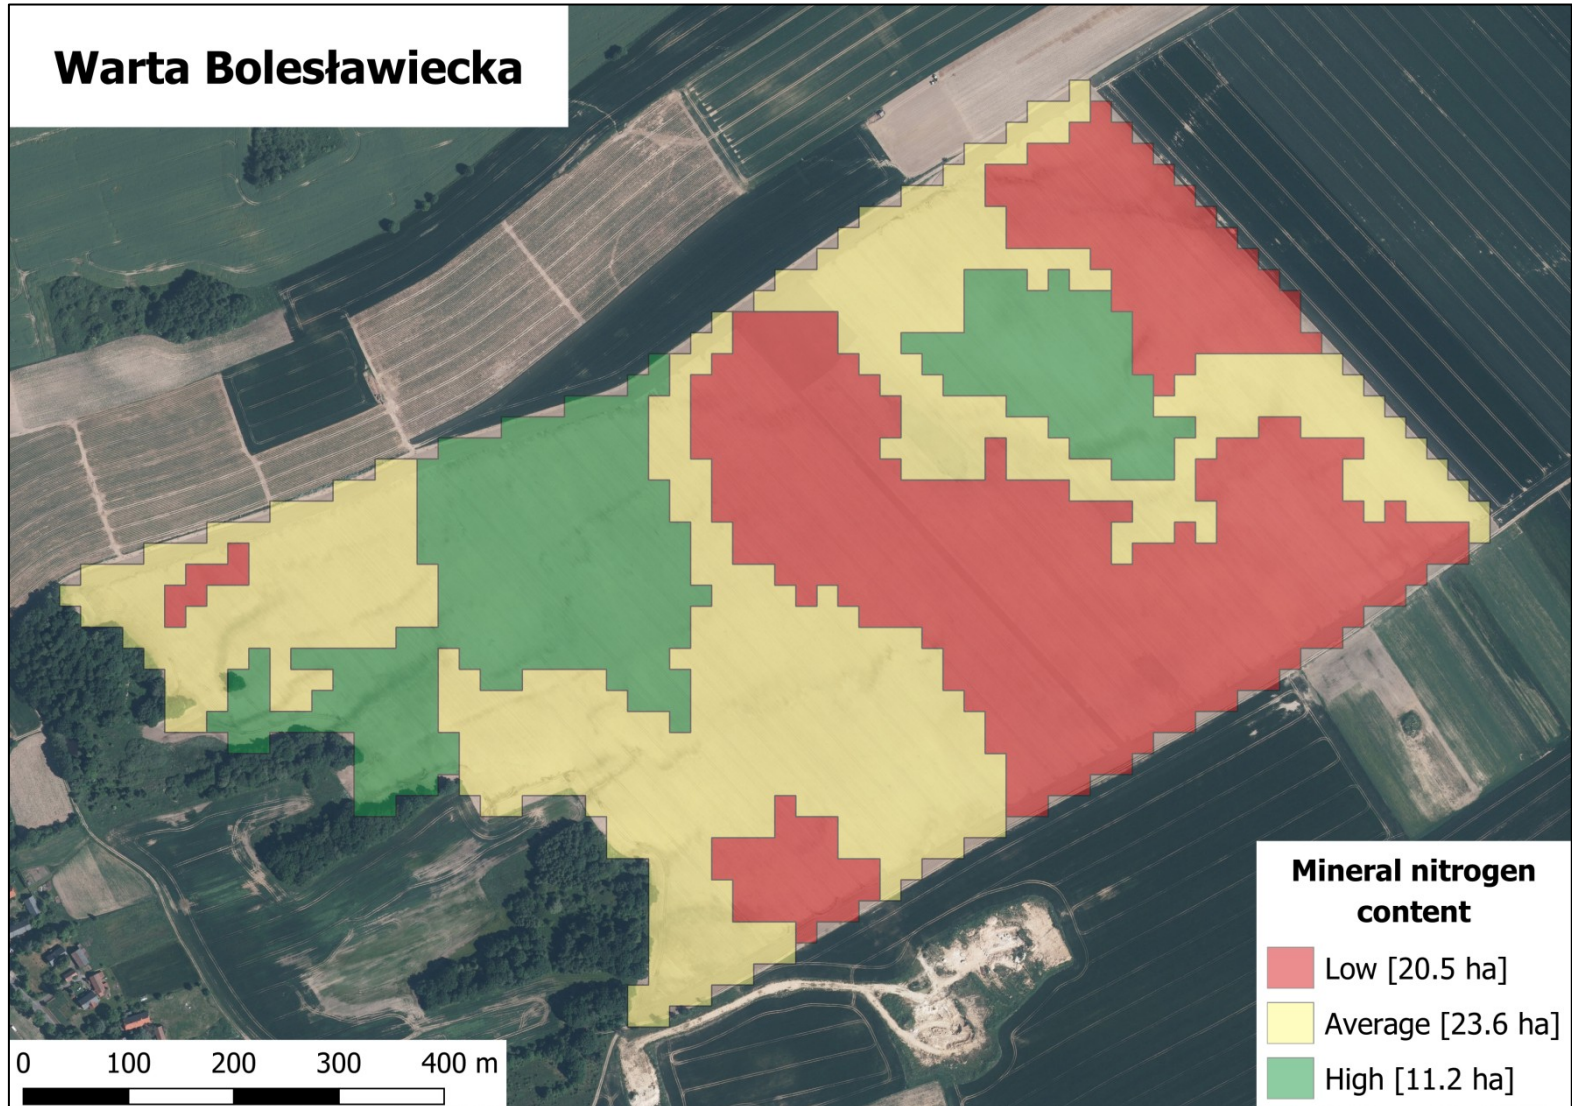 Warta Bolesławiecka
Mineral nitrogen
content
Low [20.5 ha]
Average [23.6 ha]
High [11.2 ha]
0 100 200 300 400 m